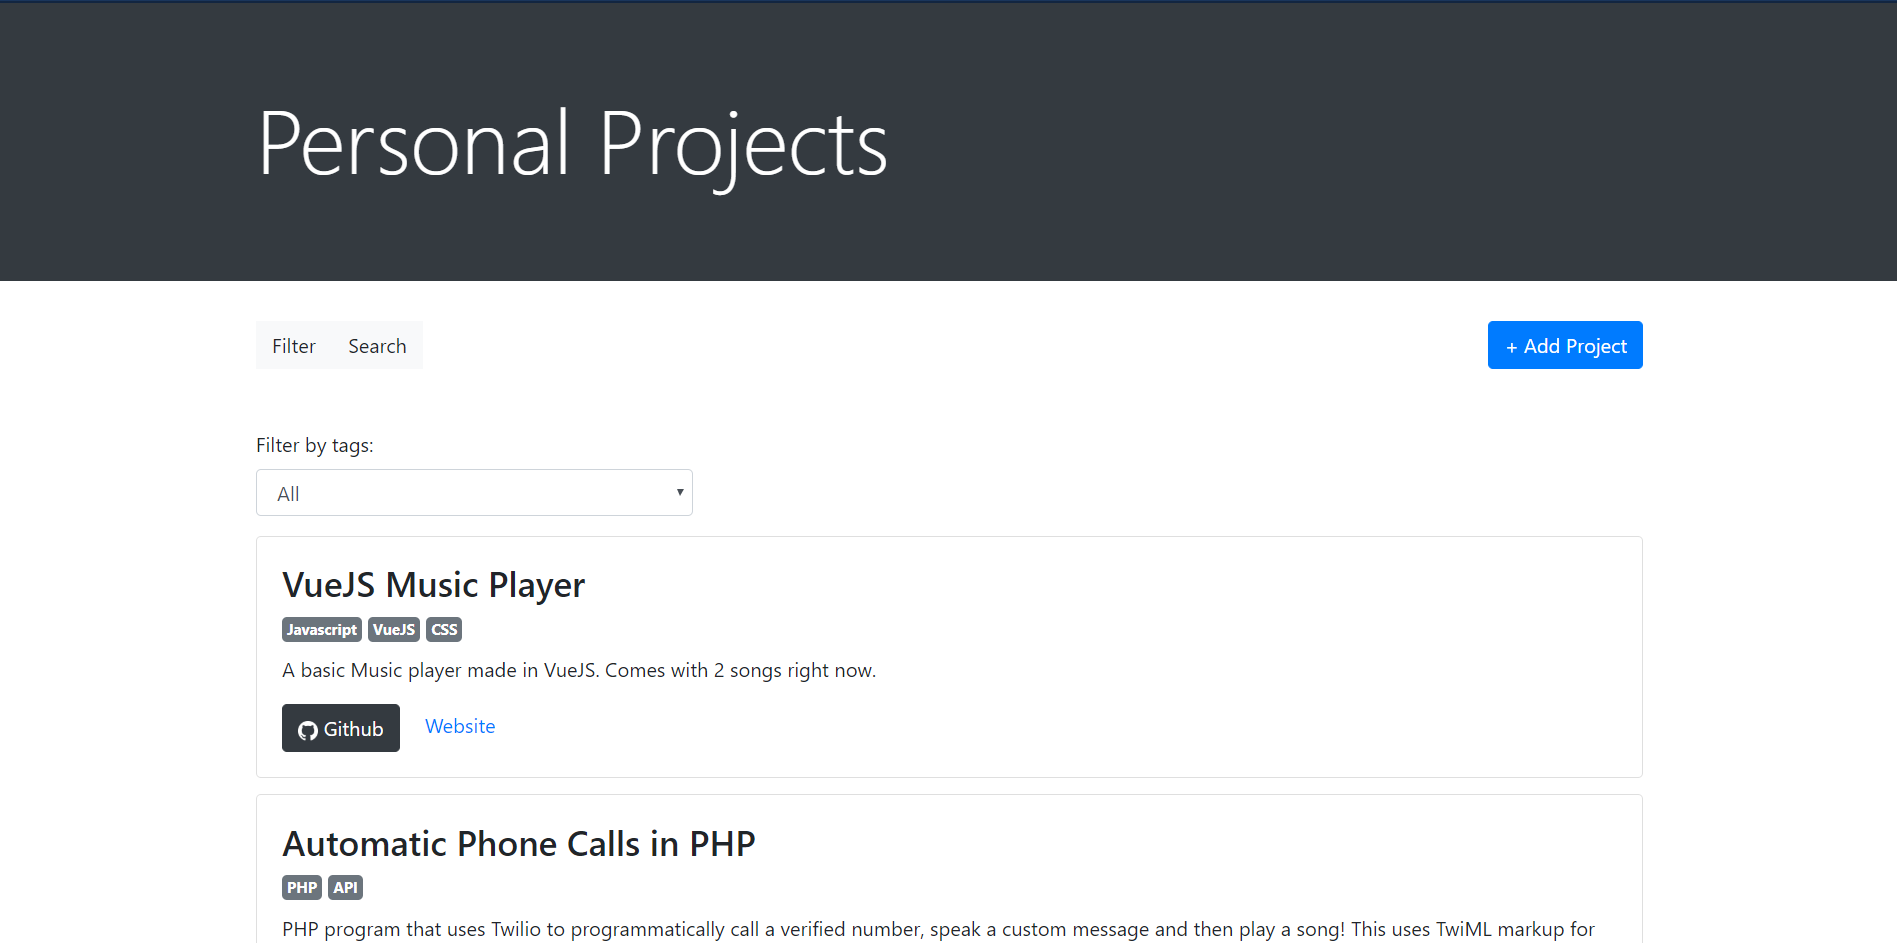 Personal Projects
Filter Search
+ Add Project
Filter by tags:
All
VueJS Music Player
Javascript VueJS CSS
A basic Music player made in VueJS. Comes with 2 songs right now.
Github Website
Automatic Phone Calls in PHP
PHP API
PHP program that uses Twilio to programmatically call a verified number, speak a custom message and then play a song! This uses TwiML markup for